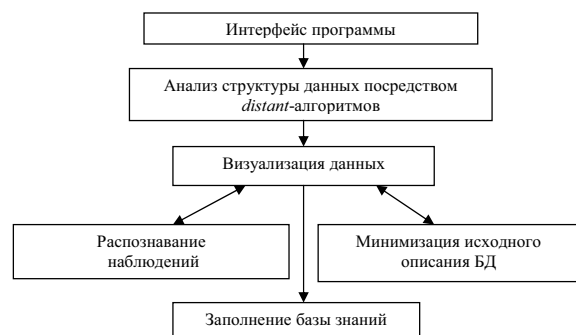 Интерфейс программы
Анализ структуры данных посредством
distant-алгоритмов
Визуализация данных
Распознавание
наблюдений
Минимизация исходного
описания БД
Заполнение базы знаний